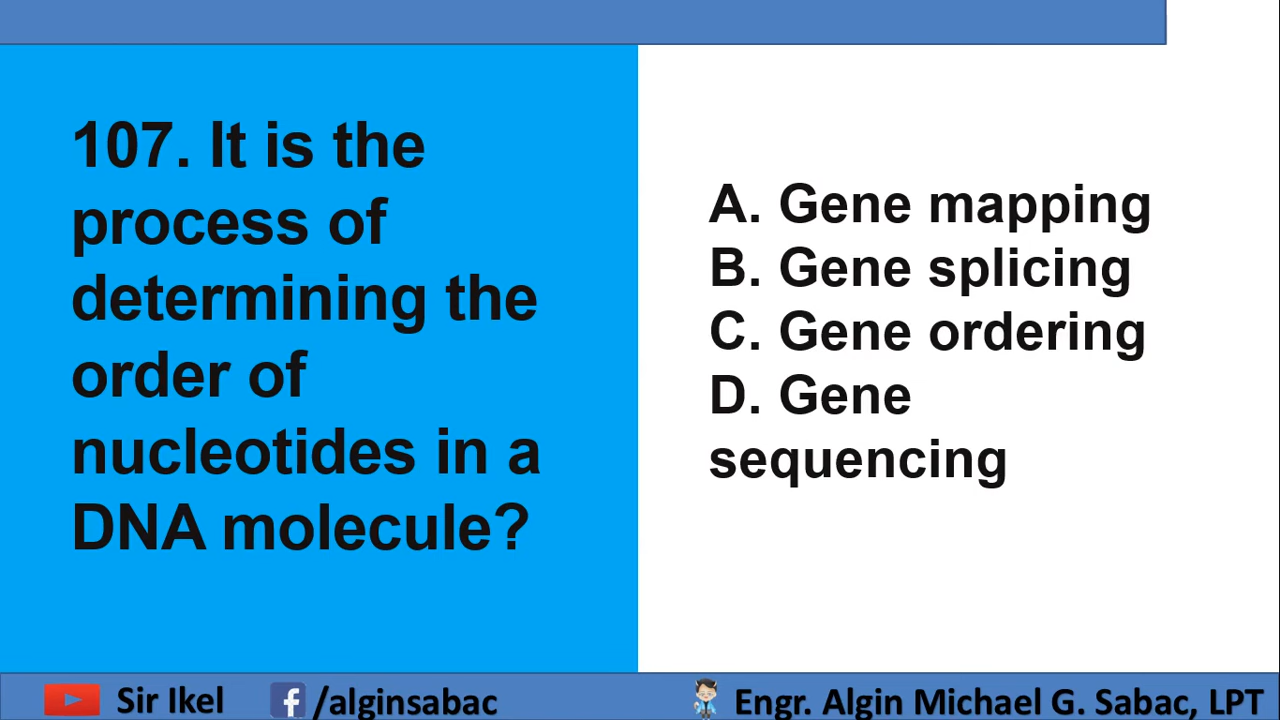 107. It is the
process of
determining the
order of
nucleotides in a
DNA molecule?
A. Gene mapping
B. Gene splicing
C. Gene ordering
D. Gene
sequencing
Sir Ikel
/alginsabac
Engr. Algin Michael G. Sabac, LPT